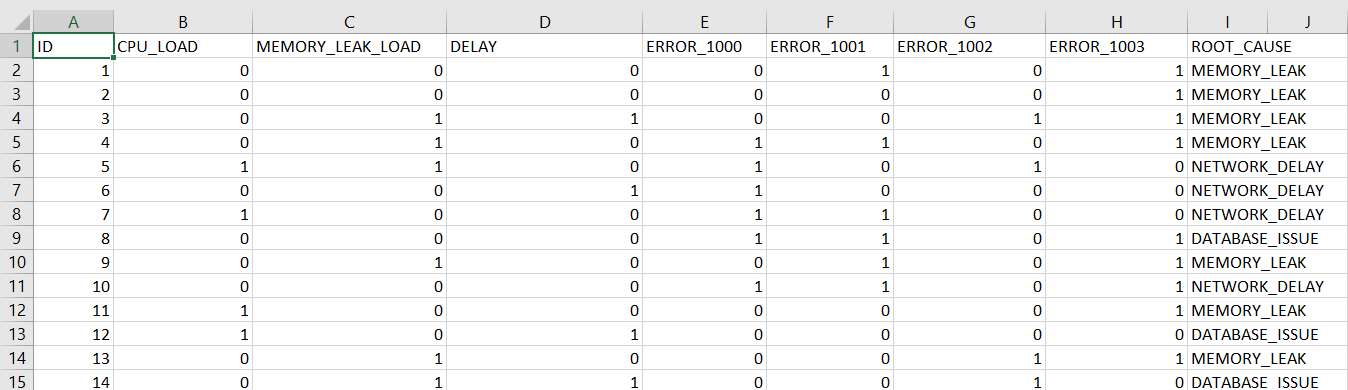 A B C D E F G H I J
1 ID CPU_LOAD MEMORY_LEAK_LOAD DELAY ERROR_1000 ERROR_1001 ERROR_1002 ERROR_1003 ROOT_CAUSE
2 1 0 0 0 0 1 0 1 MEMORY_LEAK
3 2 0 0 0 0 0 0 1 MEMORY_LEAK
4 3 0 1 1 0 0 1 1 MEMORY_LEAK
5 4 0 1 0 1 1 0 1 MEMORY_LEAK
6 5 1 1 0 1 0 1 0 NETWORK_DELAY
7 6 0 0 1 1 0 0 0 NETWORK_DELAY
8 7 1 0 0 1 1 0 0 NETWORK_DELAY
9 8 0 0 0 1 1 0 1 DATABASE_ISSUE
10 9 0 1 0 0 1 0 1 MEMORY_LEAK
11 10 0 0 0 1 1 0 1 NETWORK_DELAY
12 11 1 0 0 0 0 0 1 MEMORY_LEAK
13 12 1 0 1 0 0 0 0 DATABASE_ISSUE
14 13 0 1 0 0 0 1 1 MEMORY_LEAK
15 14 0 1 1 0 0 1 0 DATABASE_ISSUE